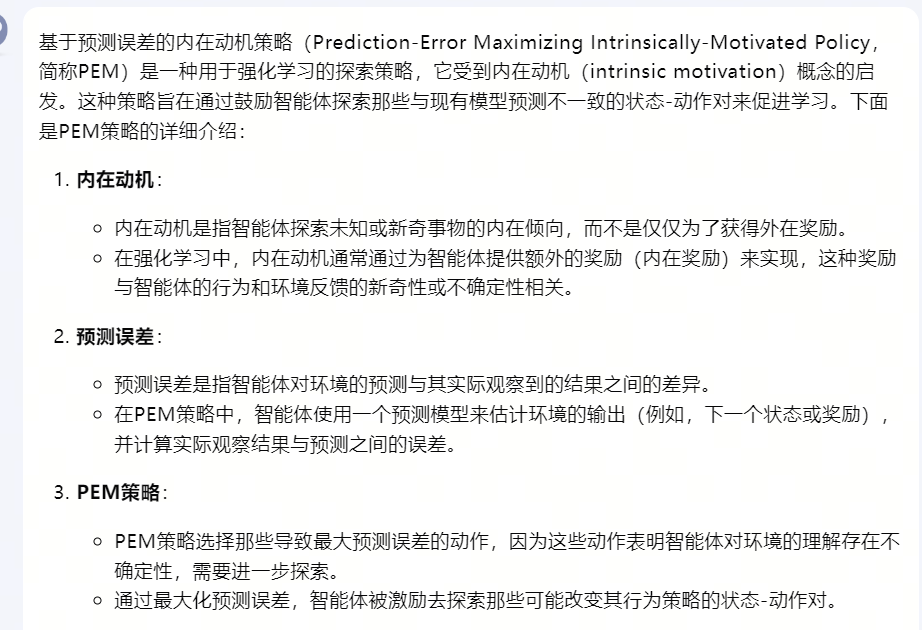 基于预测误差的内在动机策略（Prediction-Error Maximizing Intrinsically-Motivated Policy，
简称PEM）是一种用于强化学习的探索策略，它受到内在动机（intrinsic motivation）概念的启
发。这种策略旨在通过鼓励智能体探索那些与现有模型预测不一致的状态-动作对来促进学习。下面
是PEM策略的详细介绍：
1. 内在动机：
○ 内在动机是指智能体探索未知或新奇事物的内在倾向，而不是仅仅为了获得外在奖励。
○ 在强化学习中，内在动机通常通过为智能体提供额外的奖励（内在奖励）来实现，这种奖励
与智能体的行为和环境反馈的新奇性或不确定性相关。
2. 预测误差：
○ 预测误差是指智能体对环境的预测与其实际观察到的结果之间的差异。
○ 在PEM策略中，智能体使用一个预测模型来估计环境的输出（例如，下一个状态或奖励），
并计算实际观察结果与预测之间的误差。
3. PEM策略：
○ PEM策略选择那些导致最大预测误差的动作，因为这些动作表明智能体对环境的理解存在不
确定性，需要进一步探索。
○ 通过最大化预测误差，智能体被激励去探索那些可能改变其行为策略的状态-动作对。